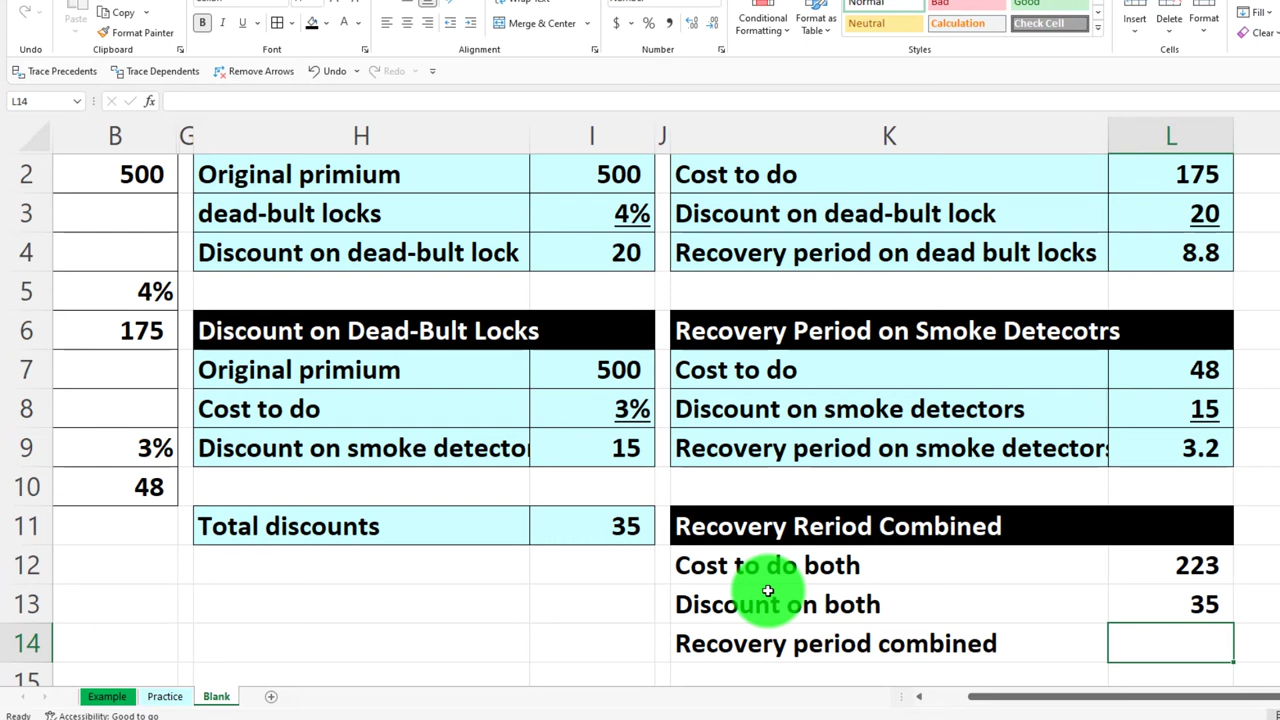 Copy
Paste
Format Painter
Undo
Clipboard
B I U
Font
Merge & Center
Alignment
$ % ,
Number
Conditional
Formatting
Format as
Table
Normal
Bad
Good
Neutral
Calculation
Check Cell
Styles
Insert
Delete
Format
Cells
Fill
Clear
Trace Precedents
Trace Dependents
Remove Arrows
Undo
Redo
L14
fx
B G H I J K L
2 500 Original primium 500 Cost to do 175
3 dead-bult locks 4% Discount on dead-bult lock 20
4 Discount on dead-bult lock 20 Recovery period on dead bult locks 8.8
5 4%
6 175 Discount on Dead-Bult Locks Recovery Period on Smoke Detecotrs
7 Original primium 500 Cost to do 48
8 Cost to do 3% Discount on smoke detectors 15
9 3% Discount on smoke detector 15 Recovery period on smoke detectors 3.2
10 48
11 Total discounts 35 Recovery Reriod Combined
12 Cost to do both 223
13 Discount on both 35
14 Recovery period combined
15
Example
Practice
Blank
Ready
Accessibility: Good to go